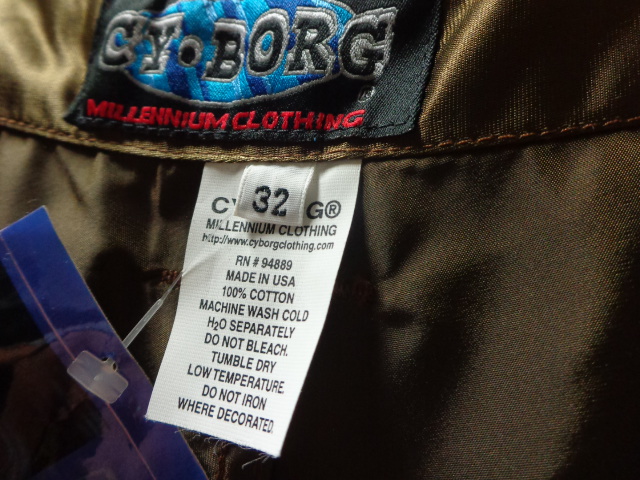 CY•BORG
®
MILLENNIUM CLOTHING
32
CY G®
MILLENNIUM CLOTHING
http://www.cyborgclothing.com
RN # 94889
MADE IN USA
100% COTTON
MACHINE WASH COLD
H₂O SEPARATELY
DO NOT BLEACH.
TUMBLE DRY
LOW TEMPERATURE.
DO NOT IRON
WHERE DECORATED.